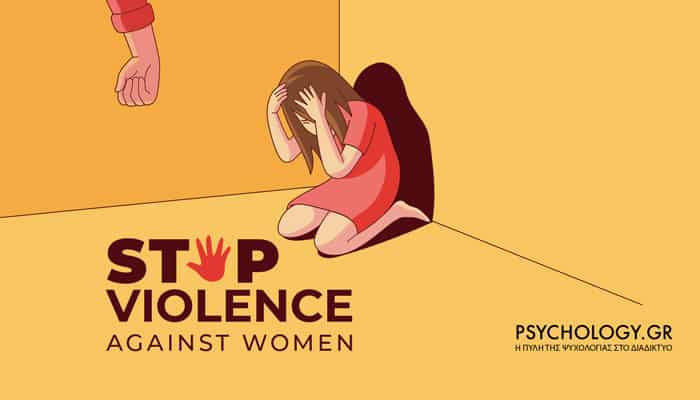 STOP
VIOLENCE
AGAINST WOMEN
PSYCHOLOGY.GR
Η ΠΥΛΗ ΤΗΣ ΨΥΧΟΛΟΓΙΑΣ ΣΤΟ ΔΙΑΔΙΚΤΥΟ